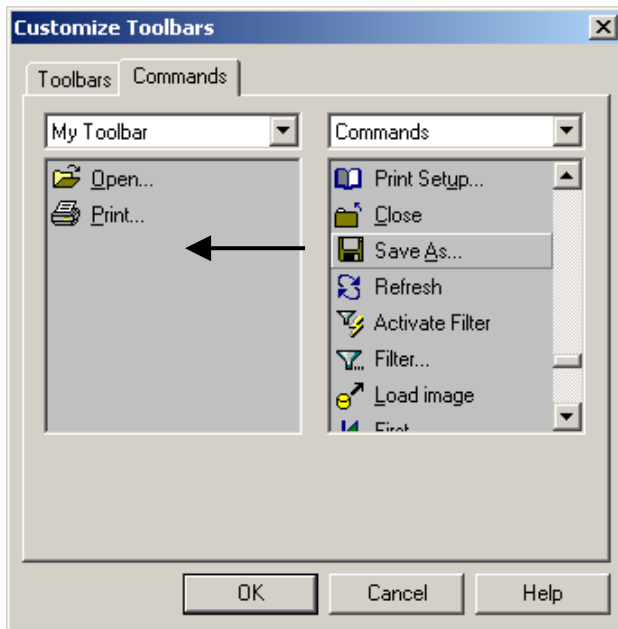 Customize Toolbars
Toolbars Commands
My Toolbar
Commands
Open...
Print...
Print Setup...
Close
Save As...
Refresh
Activate Filter
Filter...
Load image
First
OK Cancel Help